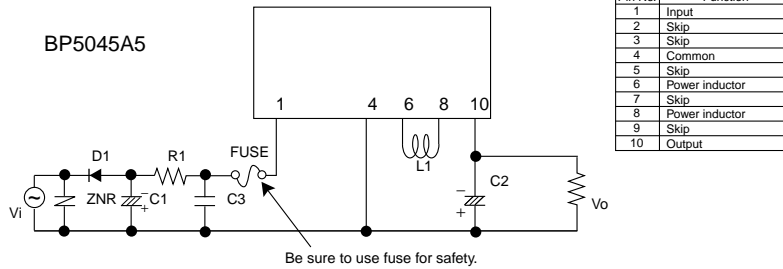 Pin No. Function
1 Input
2 Skip
3 Skip
4 Common
5 Skip
6 Power inductor
7 Skip
8 Power inductor
9 Skip
10 Output
BP5045A5
1 4 6 8 10
L1
D1 R1 FUSE
Vi ~ ZNR − + C1 C3
− + C2
Vo
Be sure to use fuse for safety.